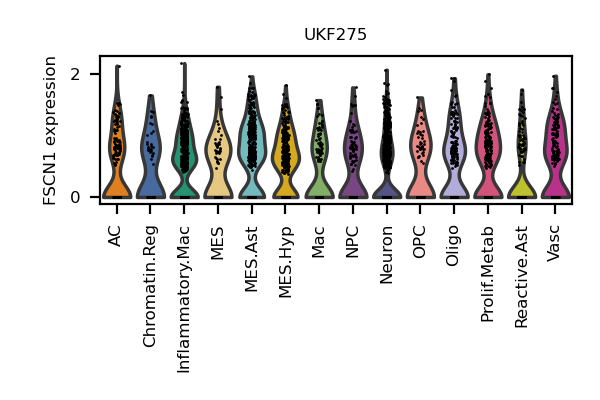 UKF275
FSCN1 expression
2
0
AC
Chromatin.Reg
Inflammatory.Mac
MES
MES.Ast
MES.Hyp
Mac
NPC
Neuron
OPC
Oligo
Prolif.Metab
Reactive.Ast
Vasc